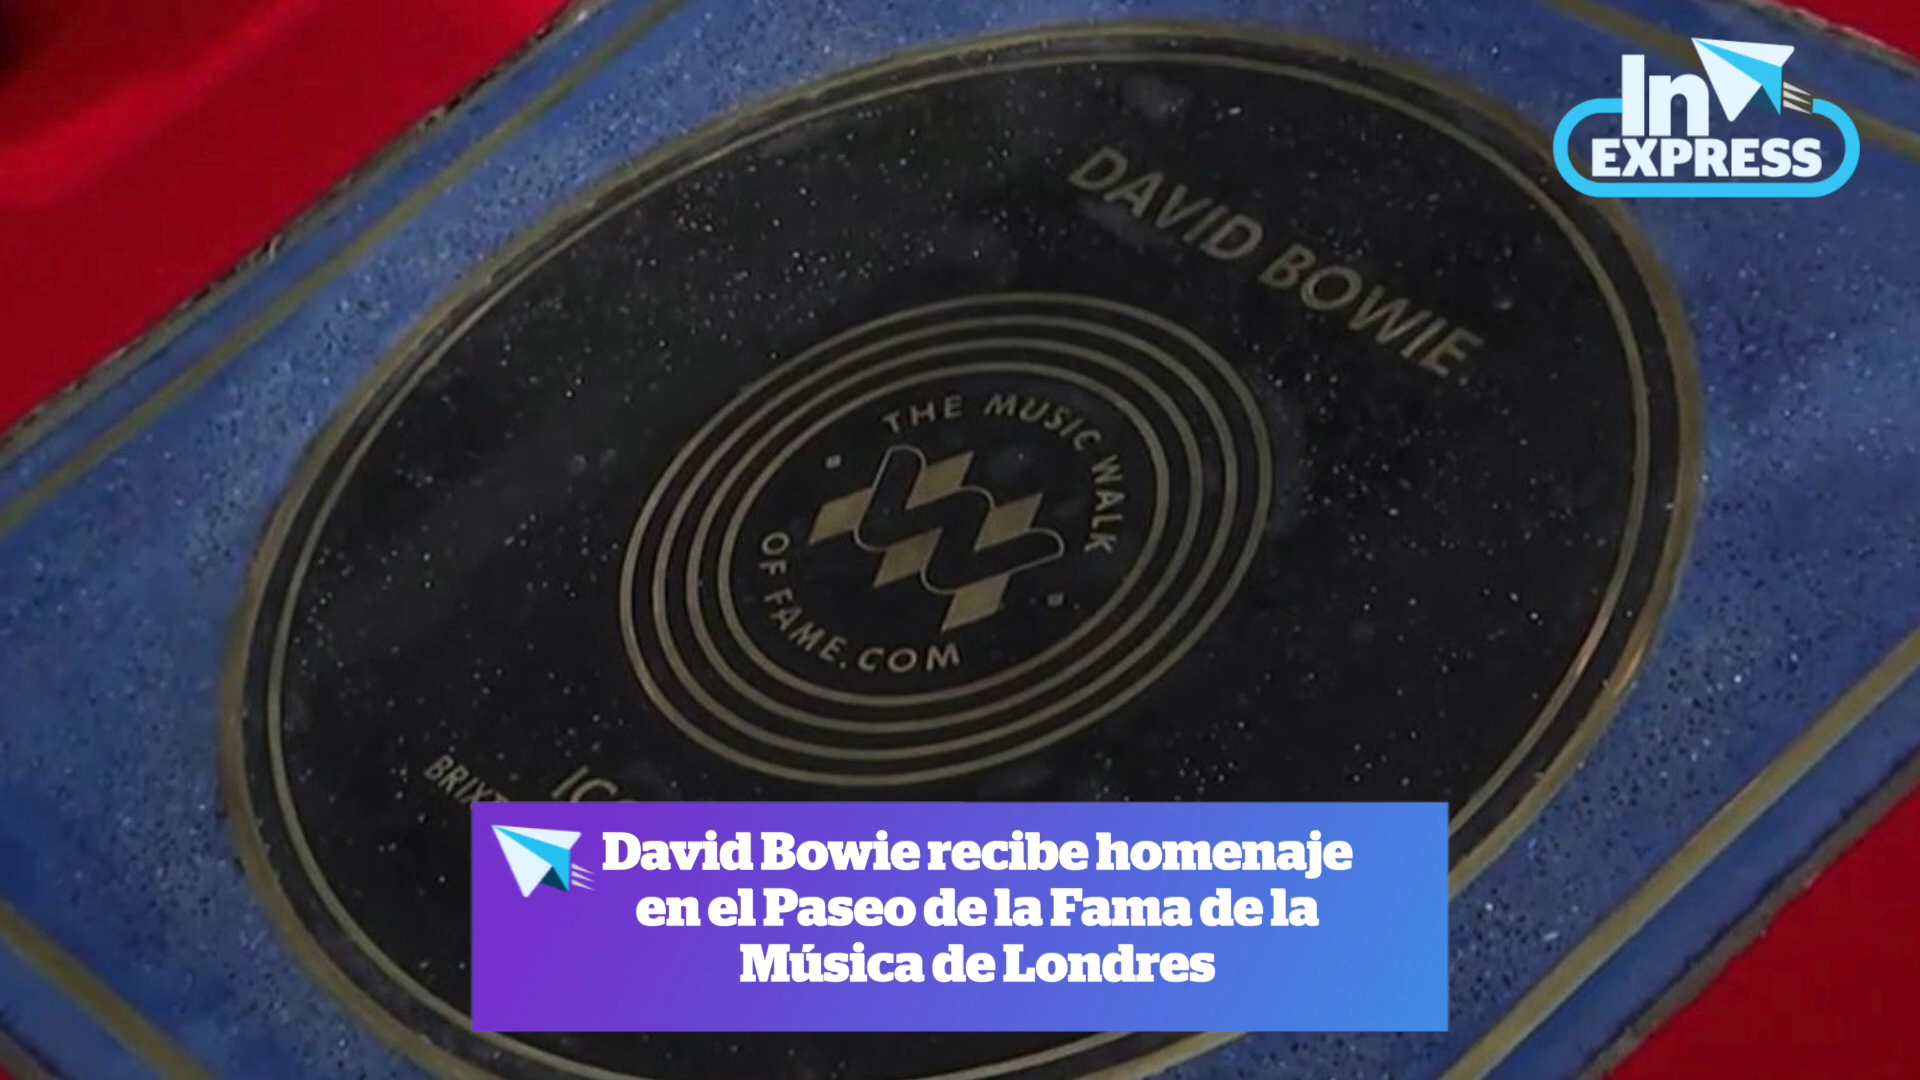 In
EXPRESS
DAVID BOWIE
THE MUSIC WALK
OF FAME.COM
David Bowie recibe homenaje
en el Paseo de la Fama de la
Música de Londres